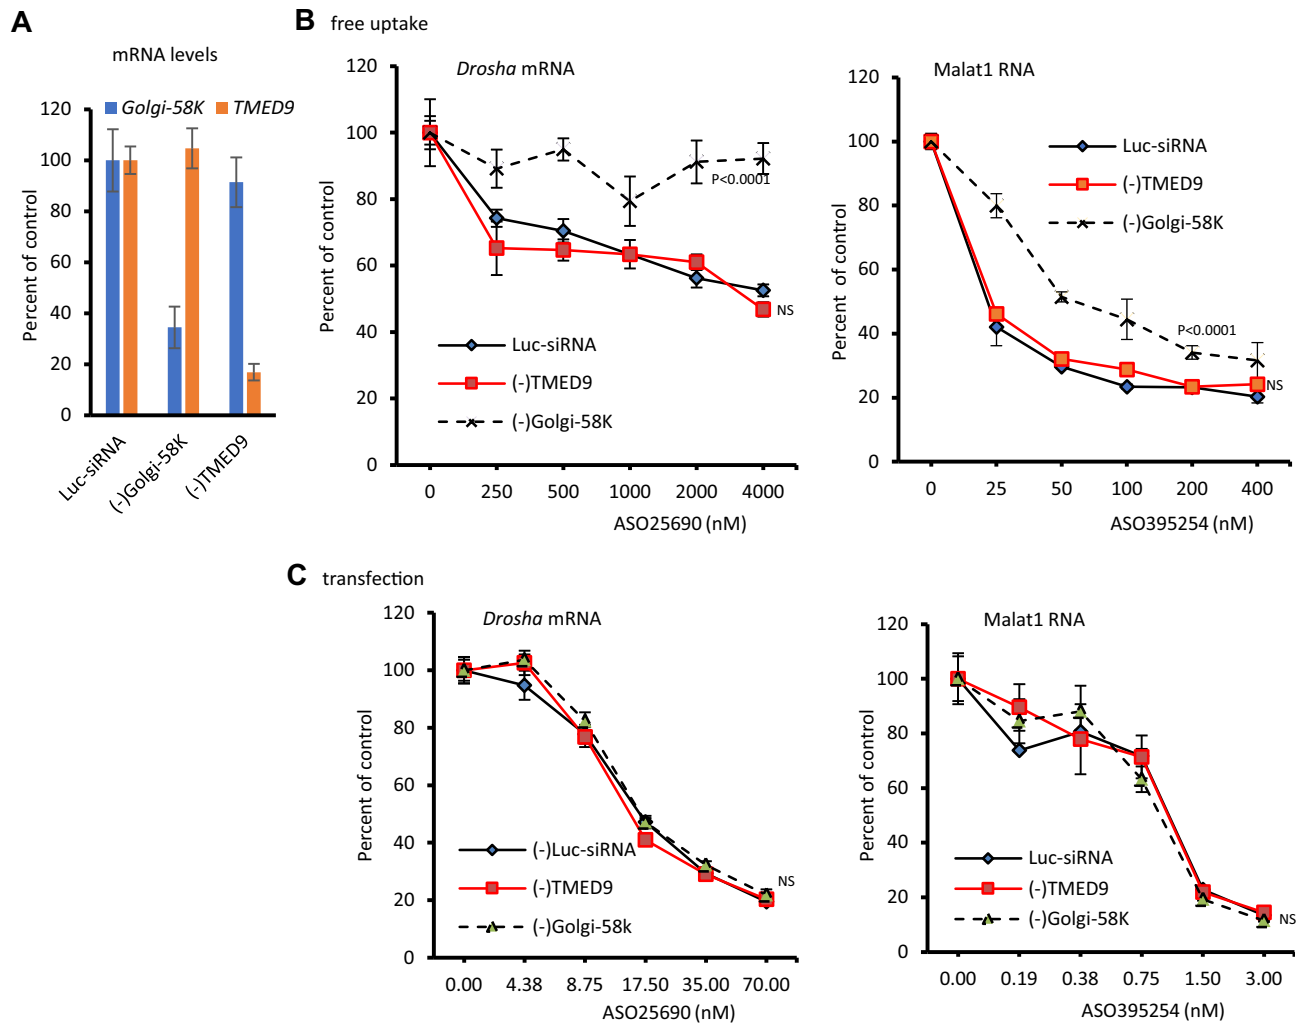 A
mRNA levels
Golgi-58K TMED9
Percent of control
120
100
80
60
40
20
0
Luc-siRNA
(-)Golgi-58K
(-)TMED9
B free uptake
Drosha mRNA
Percent of control
120
100
80
60
40
20
0
P<0.0001
NS
Luc-siRNA
(-)TMED9
(-)Golgi-58K
0 250 500 1000 2000 4000
ASO25690 (nM)
Malat1 RNA
Percent of control
120
100
80
60
40
20
0
Luc-siRNA
(-)TMED9
(-)Golgi-58K
P<0.0001
NS
0 25 50 100 200 400
ASO395254 (nM)
C transfection
Drosha mRNA
Percent of control
120
100
80
60
40
20
0
(-)Luc-siRNA
(-)TMED9
(-)Golgi-58k
NS
0.00 4.38 8.75 17.50 35.00 70.00
ASO25690 (nM)
Malat1 RNA
Percent of control
120
100
80
60
40
20
0
Luc-siRNA
(-)TMED9
(-)Golgi-58K
NS
0.00 0.19 0.38 0.75 1.50 3.00
ASO395254 (nM)